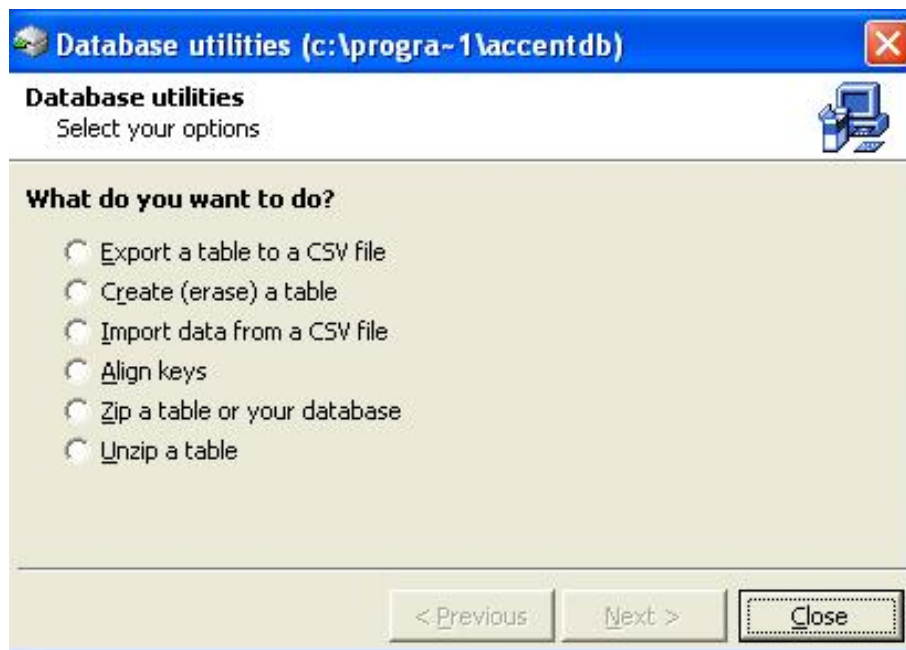 Database utilities (c:\progra~1\accentdb)
Database utilities
Select your options
What do you want to do?
Export a table to a CSV file
Create (erase) a table
Import data from a CSV file
Align keys
Zip a table or your database
Unzip a table
< Previous Next > Close